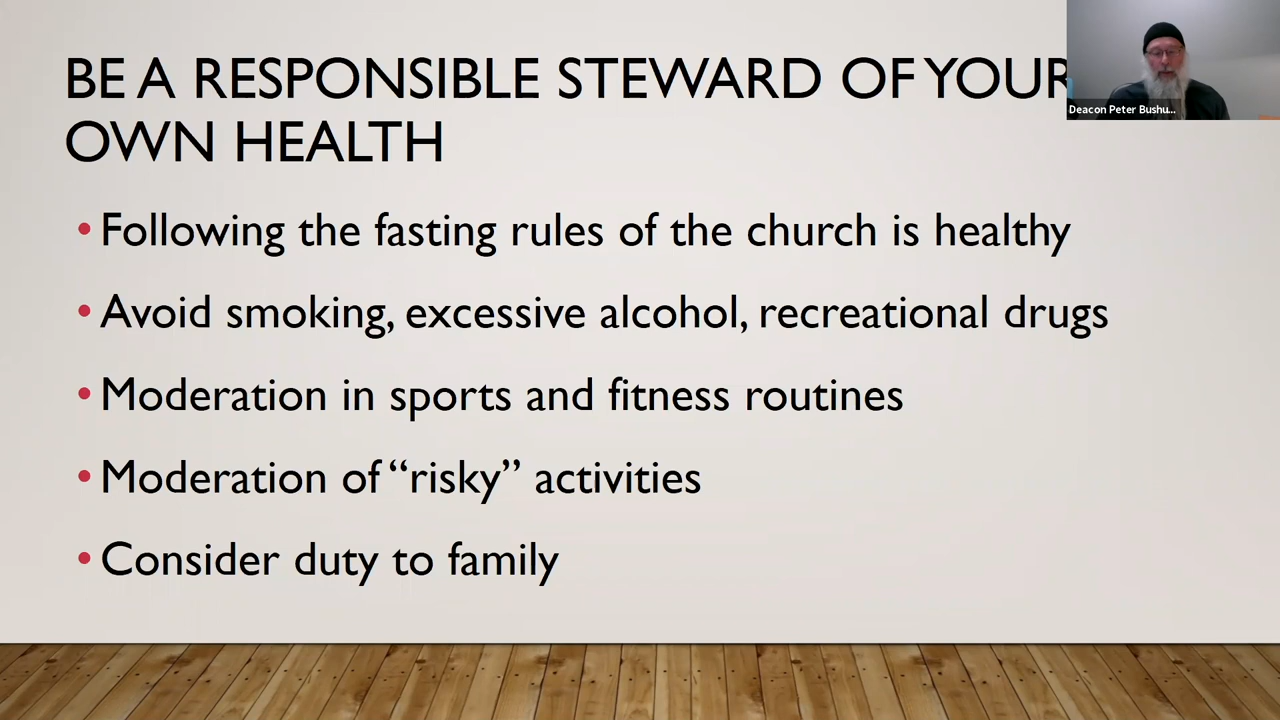 BE A RESPONSIBLE STEWARD OF YOUR
OWN HEALTH
Deacon Peter Bushu...
• Following the fasting rules of the church is healthy
• Avoid smoking, excessive alcohol, recreational drugs
• Moderation in sports and fitness routines
• Moderation of “risky” activities
• Consider duty to family